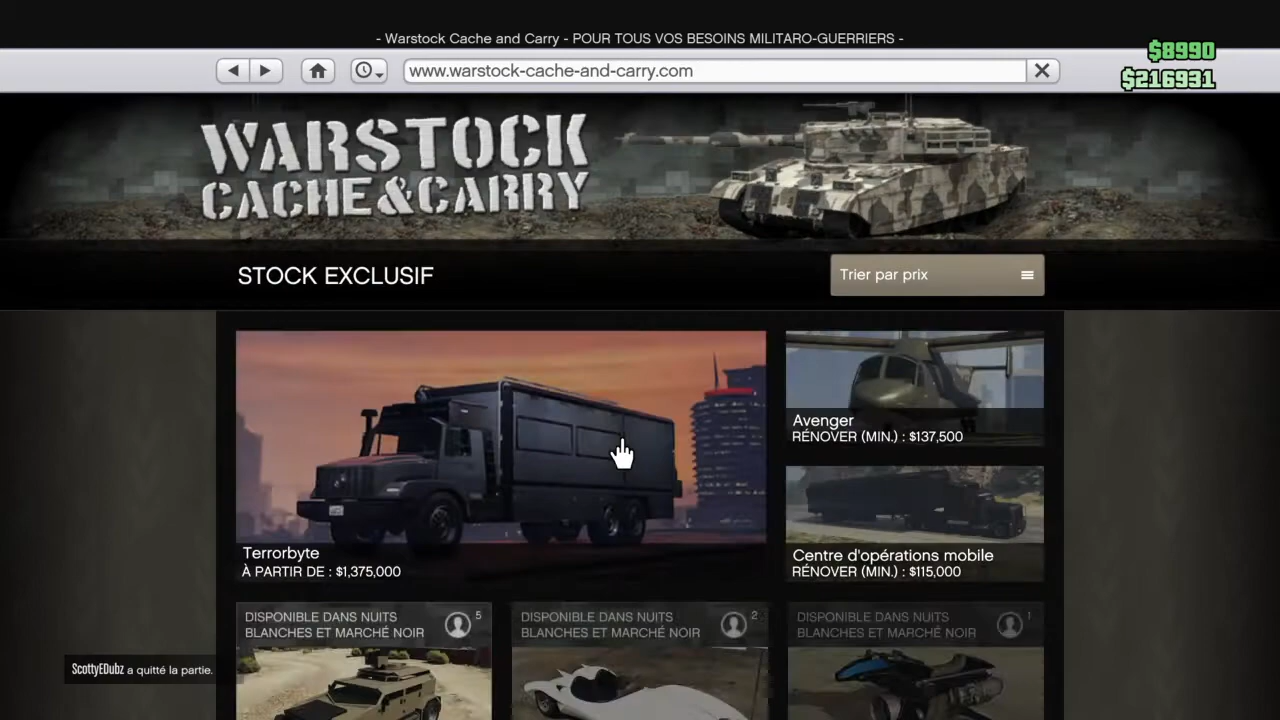 - Warstock Cache and Carry - POUR TOUS VOS BESOINS MILITARO-GUERRIERS -
$8990
www.warstock-cache-and-carry.com
$216931
WARSTOCK
CACHE&CARRY
STOCK EXCLUSIF
Trier par prix
Avenger
RÉNOVER (MIN.) : $137,500
Terrorbyte
À PARTIR DE : $1,375,000
Centre d'opérations mobile
RÉNOVER (MIN.) : $115,000
DISPONIBLE DANS NUITS
BLANCHES ET MARCHÉ NOIR
5
DISPONIBLE DANS NUITS
BLANCHES ET MARCHÉ NOIR
2
DISPONIBLE DANS NUITS
BLANCHES ET MARCHÉ NOIR
1
ScottyEDubz a quitté la partie.